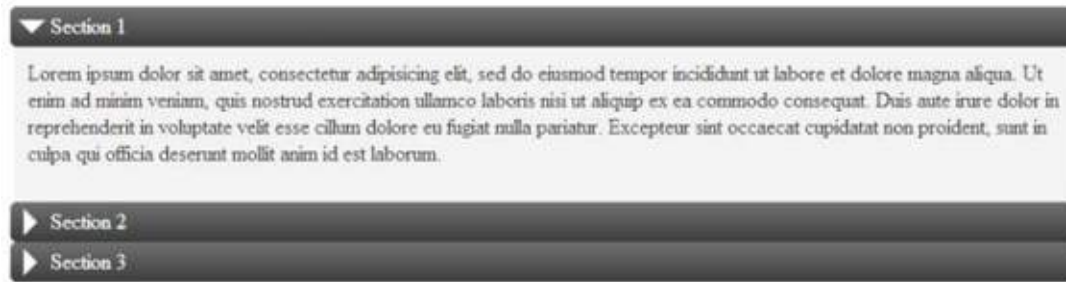 Section 1
Lorem ipsum dolor sit amet, consectetur adipisicing elit, sed do eiusmod tempor incididunt ut labore et dolore magna aliqua. Ut
enim ad minim veniam, quis nostrud exercitation ullamco laboris nisi ut aliquip ex ea commodo consequat. Duis aute irure dolor in
reprehenderit in voluptate velit esse cillum dolore eu fugiat nulla pariatur. Excepteur sint occaecat cupidatat non proident, sunt in
culpa qui officia deserunt mollit anim id est laborum.
Section 2
Section 3